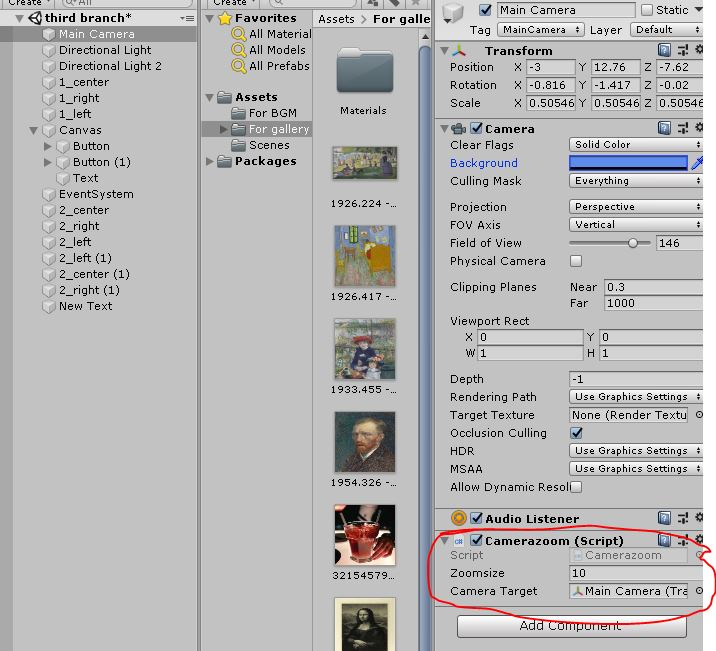 Create
All
Create
Main Camera
Static
third branch*
Favorites
Assets > For galle
Tag MainCamera Layer Default
Main Camera
All Material
Transform
Directional Light
All Models
Position X -3 Y 12.76 Z -7.62
Directional Light 2
All Prefabs
Rotation X -0.816 Y -1.417 Z -0.02
1_center
Scale X 0.50546 Y 0.50546 Z 0.50546
1_right
Assets
1_left
For BGM
Materials
Camera
Canvas
For gallery
Clear Flags Solid Color
Button
Scenes
Background
Button (1)
Packages
Culling Mask Everything
Text
EventSystem
1926.224 -...
Projection Perspective
2_center
FOV Axis Vertical
2_right
Field of View 146
2_left
Physical Camera
2_left (1)
2_center (1)
Clipping Planes Near 0.3
2_right (1)
1926.417 -...
Far 1000
New Text
Viewport Rect
X 0 Y 0
W 1 H 1
Depth -1
1933.455 -...
Rendering Path Use Graphics Settings
Target Texture None (Render Textu
Occlusion Culling
HDR Use Graphics Settings
MSAA Use Graphics Settings
1954.326 -...
Allow Dynamic Resol
Audio Listener
Camerazoom (Script)
Script Camerazoom
32154579...
Zoomsize 10
Camera Target Main Camera (Tra
Add Component